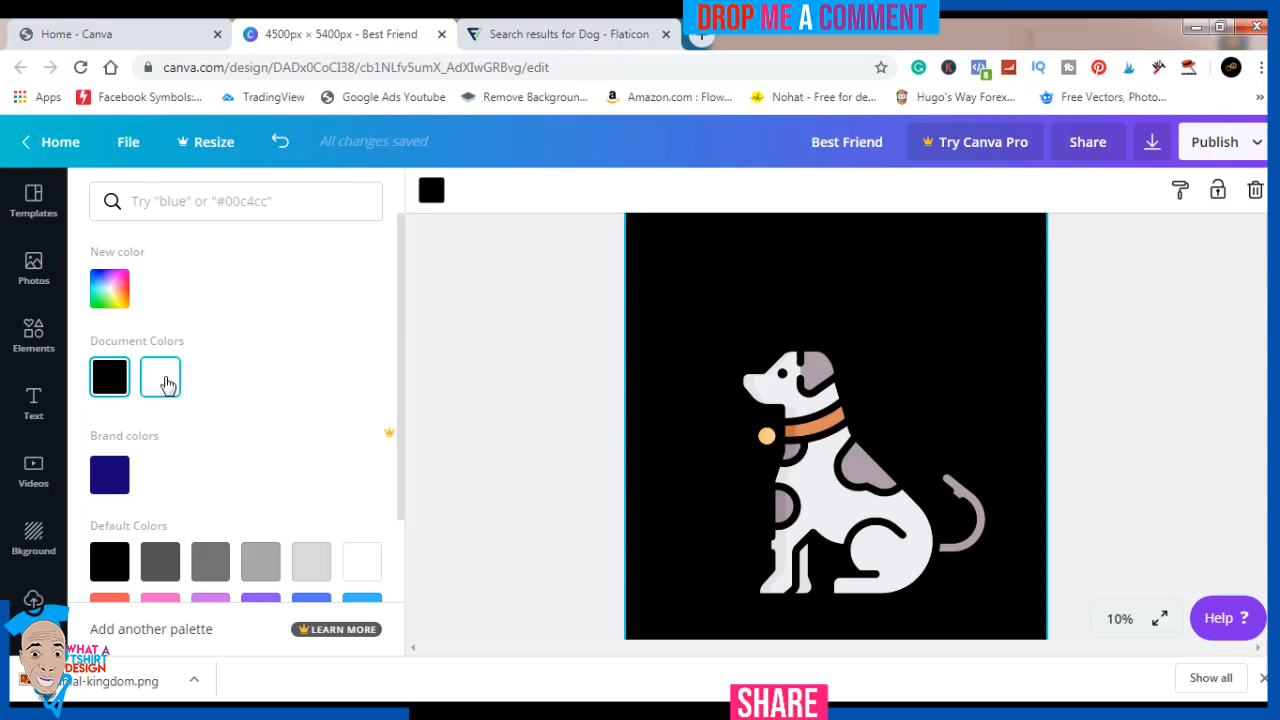 DROP ME A COMMENT
Home - Canva
4500px × 5400px - Best Friend
Search results for Dog - Flaticon
canva.com/design/DADx0CoCI38/cb1NLfv5umX_AdXIwGRBvg/edit
8
IQ
Apps
Facebook Symbols:...
TradingView
Google Ads Youtube
Remove Backgroun...
Amazon.com : Flow...
Nohat - Free for de...
Hugo's Way Forex...
Free Vectors, Photo...
Home
File
Resize
All changes saved
Best Friend
Try Canva Pro
Share
Publish
Templates
Photos
Elements
Text
Videos
Bkground
Try "blue" or "#00c4cc"
New color
Document Colors
Brand colors
Default Colors
Add another palette
LEARN MORE
10%
Help ?
WHAT A
TSHIRT
DESIGN
al-kingdom.png
Show all
SHARE